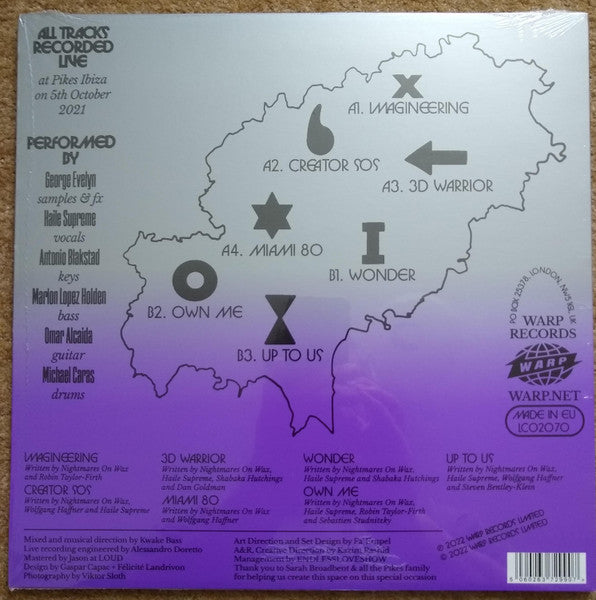 ALL TRACKS
RECORDED
LIVE
at Pikes Ibiza
on 5th October
2021
PERFORMED
BY
George Evelyn
samples & fx
Haile Supreme
vocals
Antonio Blakstad
keys
Marlon Lopez Holden
bass
Omar Alcaida
guitar
Michael Caras
drums
A1. IMAGINEERING
A2. CREATOR SOS
A3. 3D WARRIOR
A4. MIAMI 80
B1. WONDER
B2. OWN ME
B3. UP TO US
PO BOX 25378, LONDON, NW5 1GL, UK
WARP
RECORDS
WARP
WARP.NET
MADE IN EU
LC02070
IMAGINEERING
Written by Nightmares On Wax
and Robin Taylor-Firth
CREATOR SOS
Written by Nightmares On Wax,
Wolfgang Haffner and Haile Supreme
3D WARRIOR
Written by Nightmares On Wax,
Haile Supreme, Shabaka Hutchings
and Dan Goldman
MIAMI 80
Written by Nightmares On Wax
and Wolfgang Haffner
WONDER
Written by Nightmares On Wax,
Haile Supreme and Shabaka Hutchings
OWN ME
Written by Nightmares On Wax,
Haile Supreme, Robin Taylor-Firth
and Sebastien Studnitzky
UP TO US
Written by Nightmares On Wax,
Haile Supreme, Wolfgang Haffner
and Steven Bentley-Klein
Mixed and musical direction by Kwake Bass
Live recording engineered by Alessandro Doretto
Mastered by Jason at LOUD
Design by Gaspar Capac + Félicité Landrivon
Photography by Viktor Sloth
Art Direction and Set Design by
A&R, Creative Direction by Karim Rashid
Management by ENDLESSLOVESHOW
Thank you to Sarah Broadbent & all the Pikes family
for helping us create this space on this special occasion
℗ 2022 WARP RECORDS LIMITED
© 2022 WARP RECORDS LIMITED